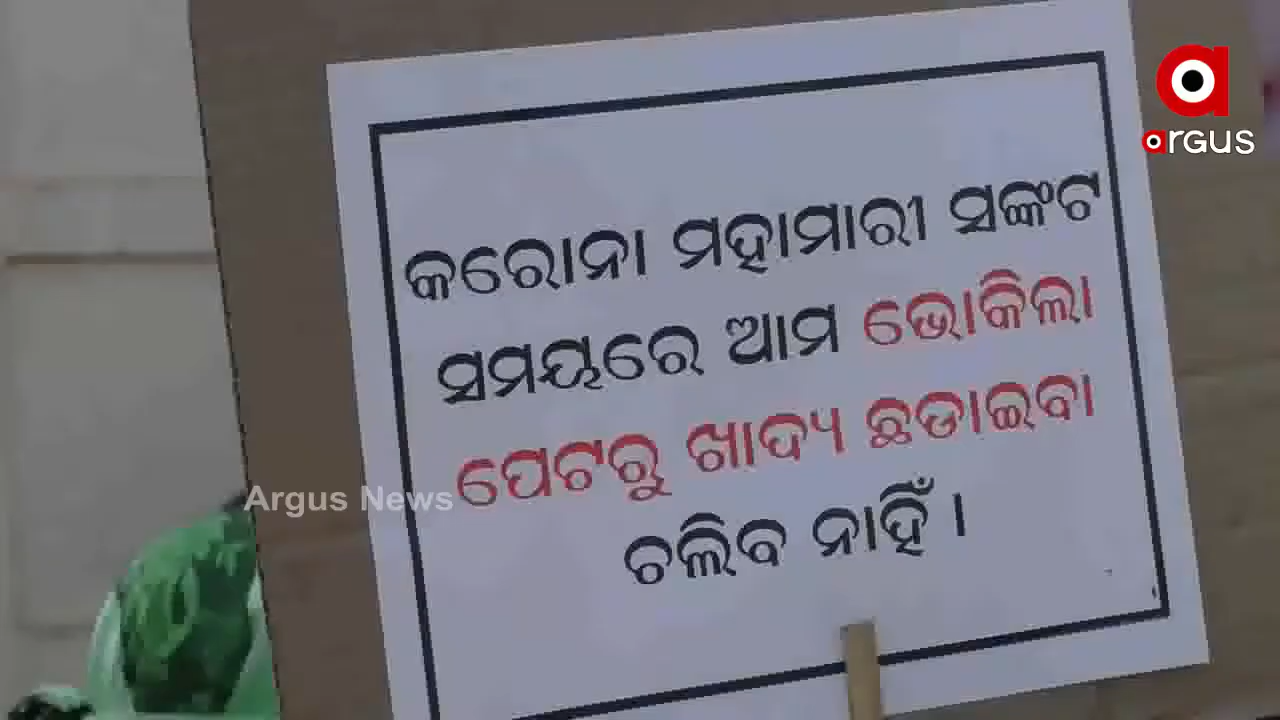 argus
କରୋନା ମହାମାରୀ ସଙ୍କଟ
ସମୟରେ ଆମ ଭୋକିଲା
ପେଟରୁ ଖାଦ୍ୟ ଛଡାଇବା
ଚଳିବ ନାହିଁ ।
Argus News